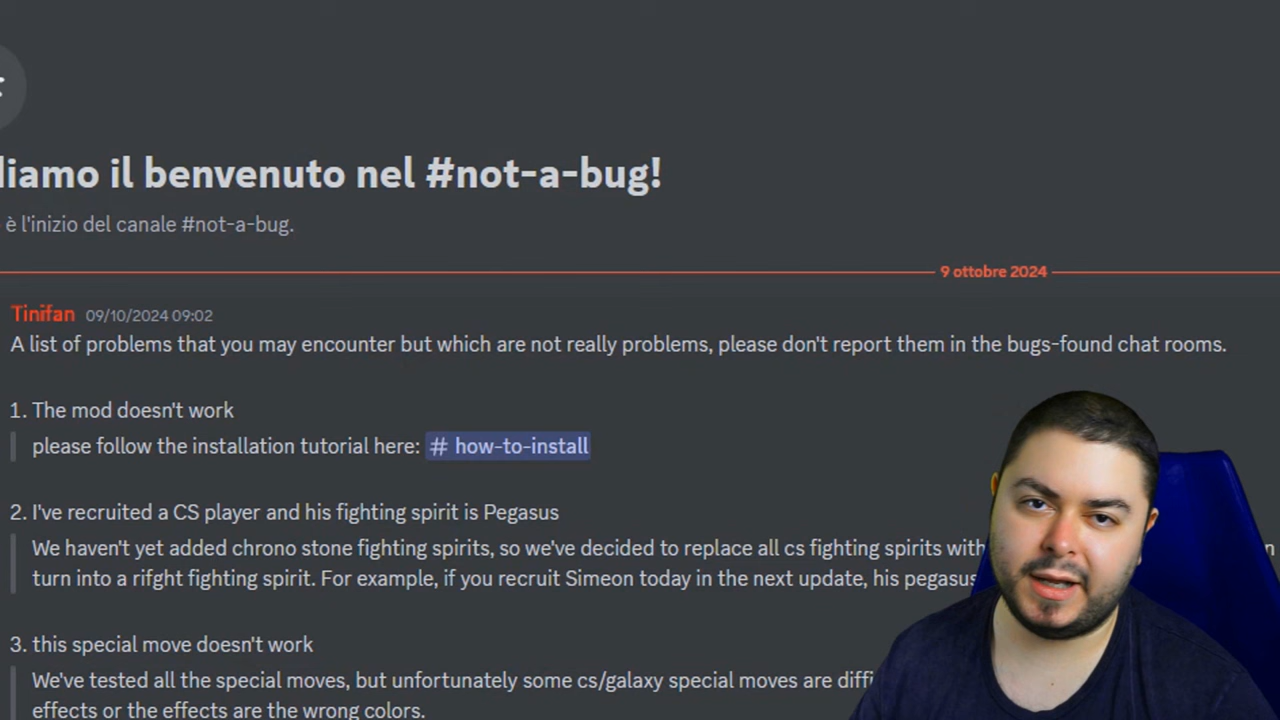 diamo il benvenuto nel #not-a-bug!
è l'inizio del canale #not-a-bug.
9 ottobre 2024
Tinifan 09/10/2024 09:02
A list of problems that you may encounter but which are not really problems, please don't report them in the bugs-found chat rooms.
1. The mod doesn't work
please follow the installation tutorial here: # how-to-install
2. I've recruited a CS player and his fighting spirit is Pegasus
We haven't yet added chrono stone fighting spirits, so we've decided to replace all cs fighting spirits with
turn into a rifght fighting spirit. For example, if you recruit Simeon today in the next update, his pegasus
3. this special move doesn't work
We've tested all the special moves, but unfortunately some cs/galaxy special moves are diffi
effects or the effects are the wrong colors.